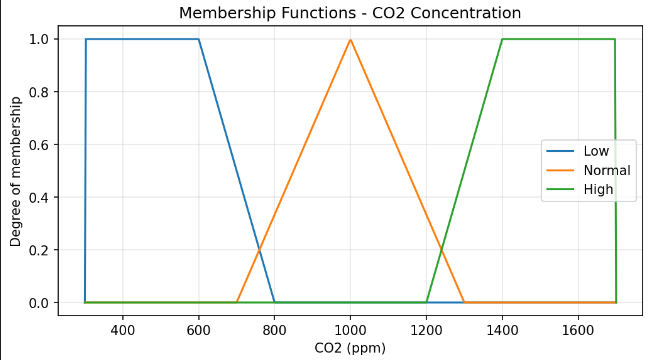 Membership Functions - CO2 Concentration
1.0
0.8
0.6
0.4
0.2
0.0
Degree of membership
Low
Normal
High
400 600 800 1000 1200 1400 1600
CO2 (ppm)